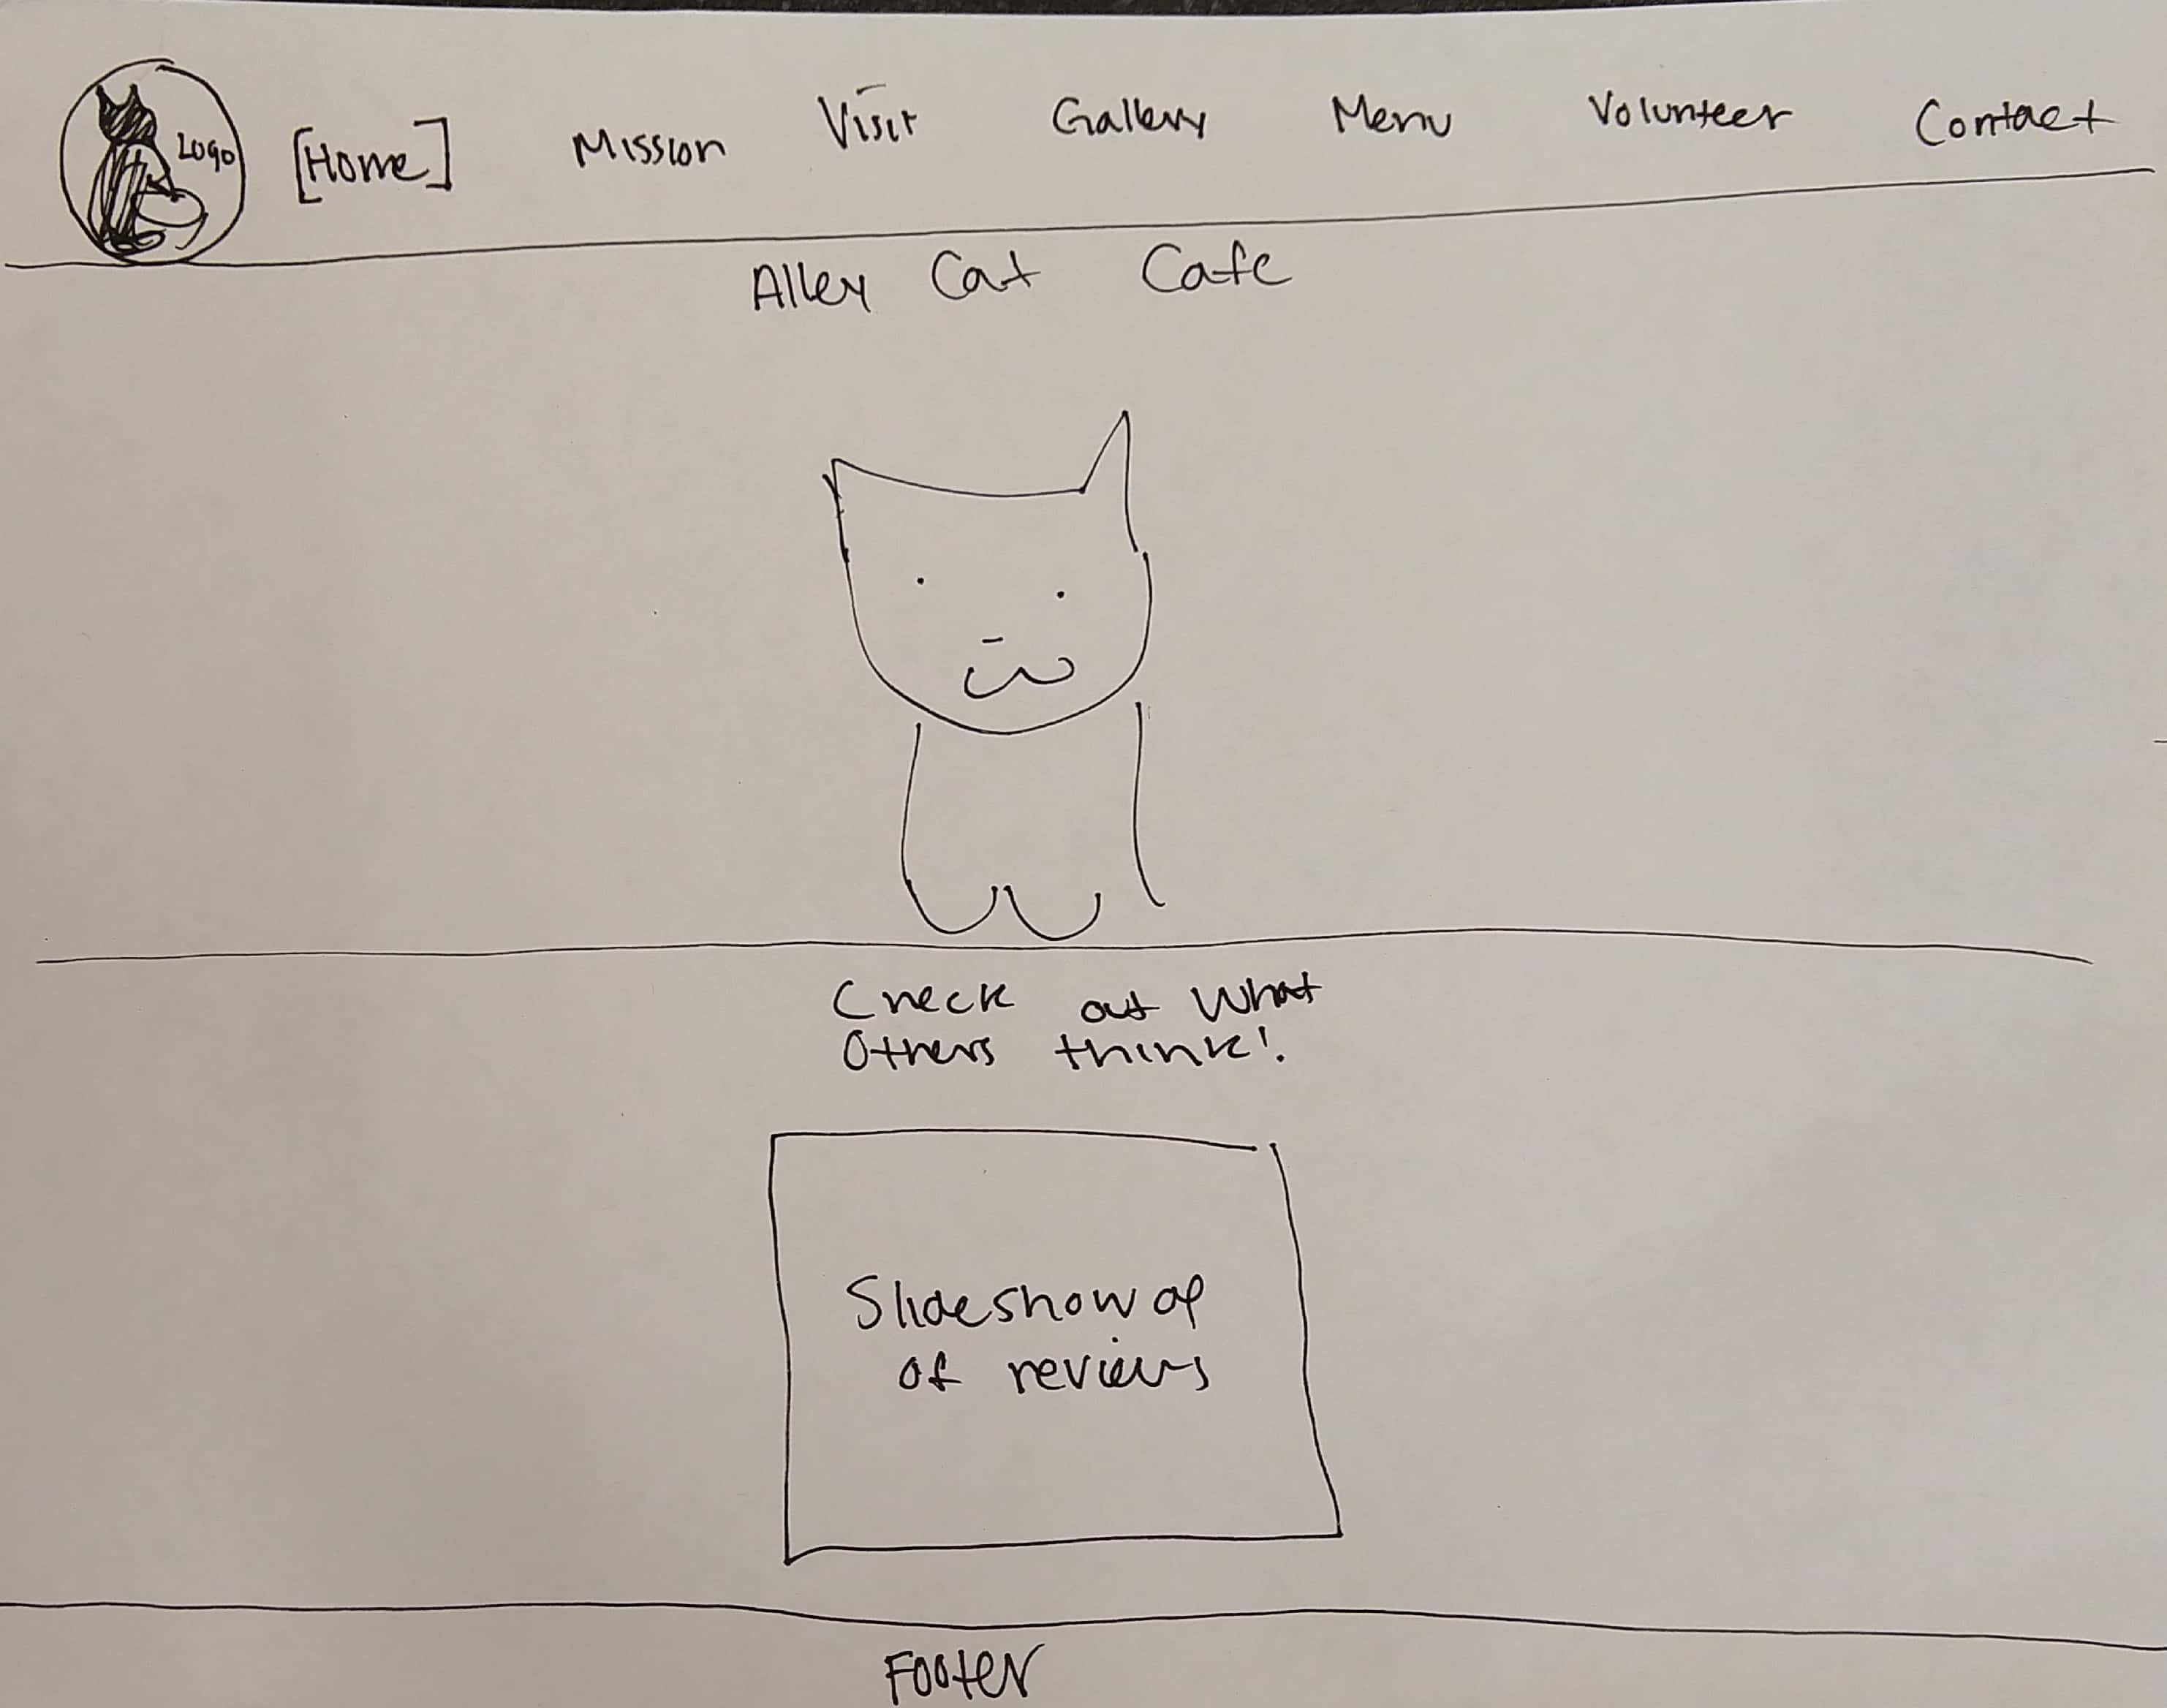 Logo [Home] Mission Visit Gallery Menu Volunteer Contact
Alley Cat Cafe
Check out what
others think!
Slideshow of
of reviews
Footer